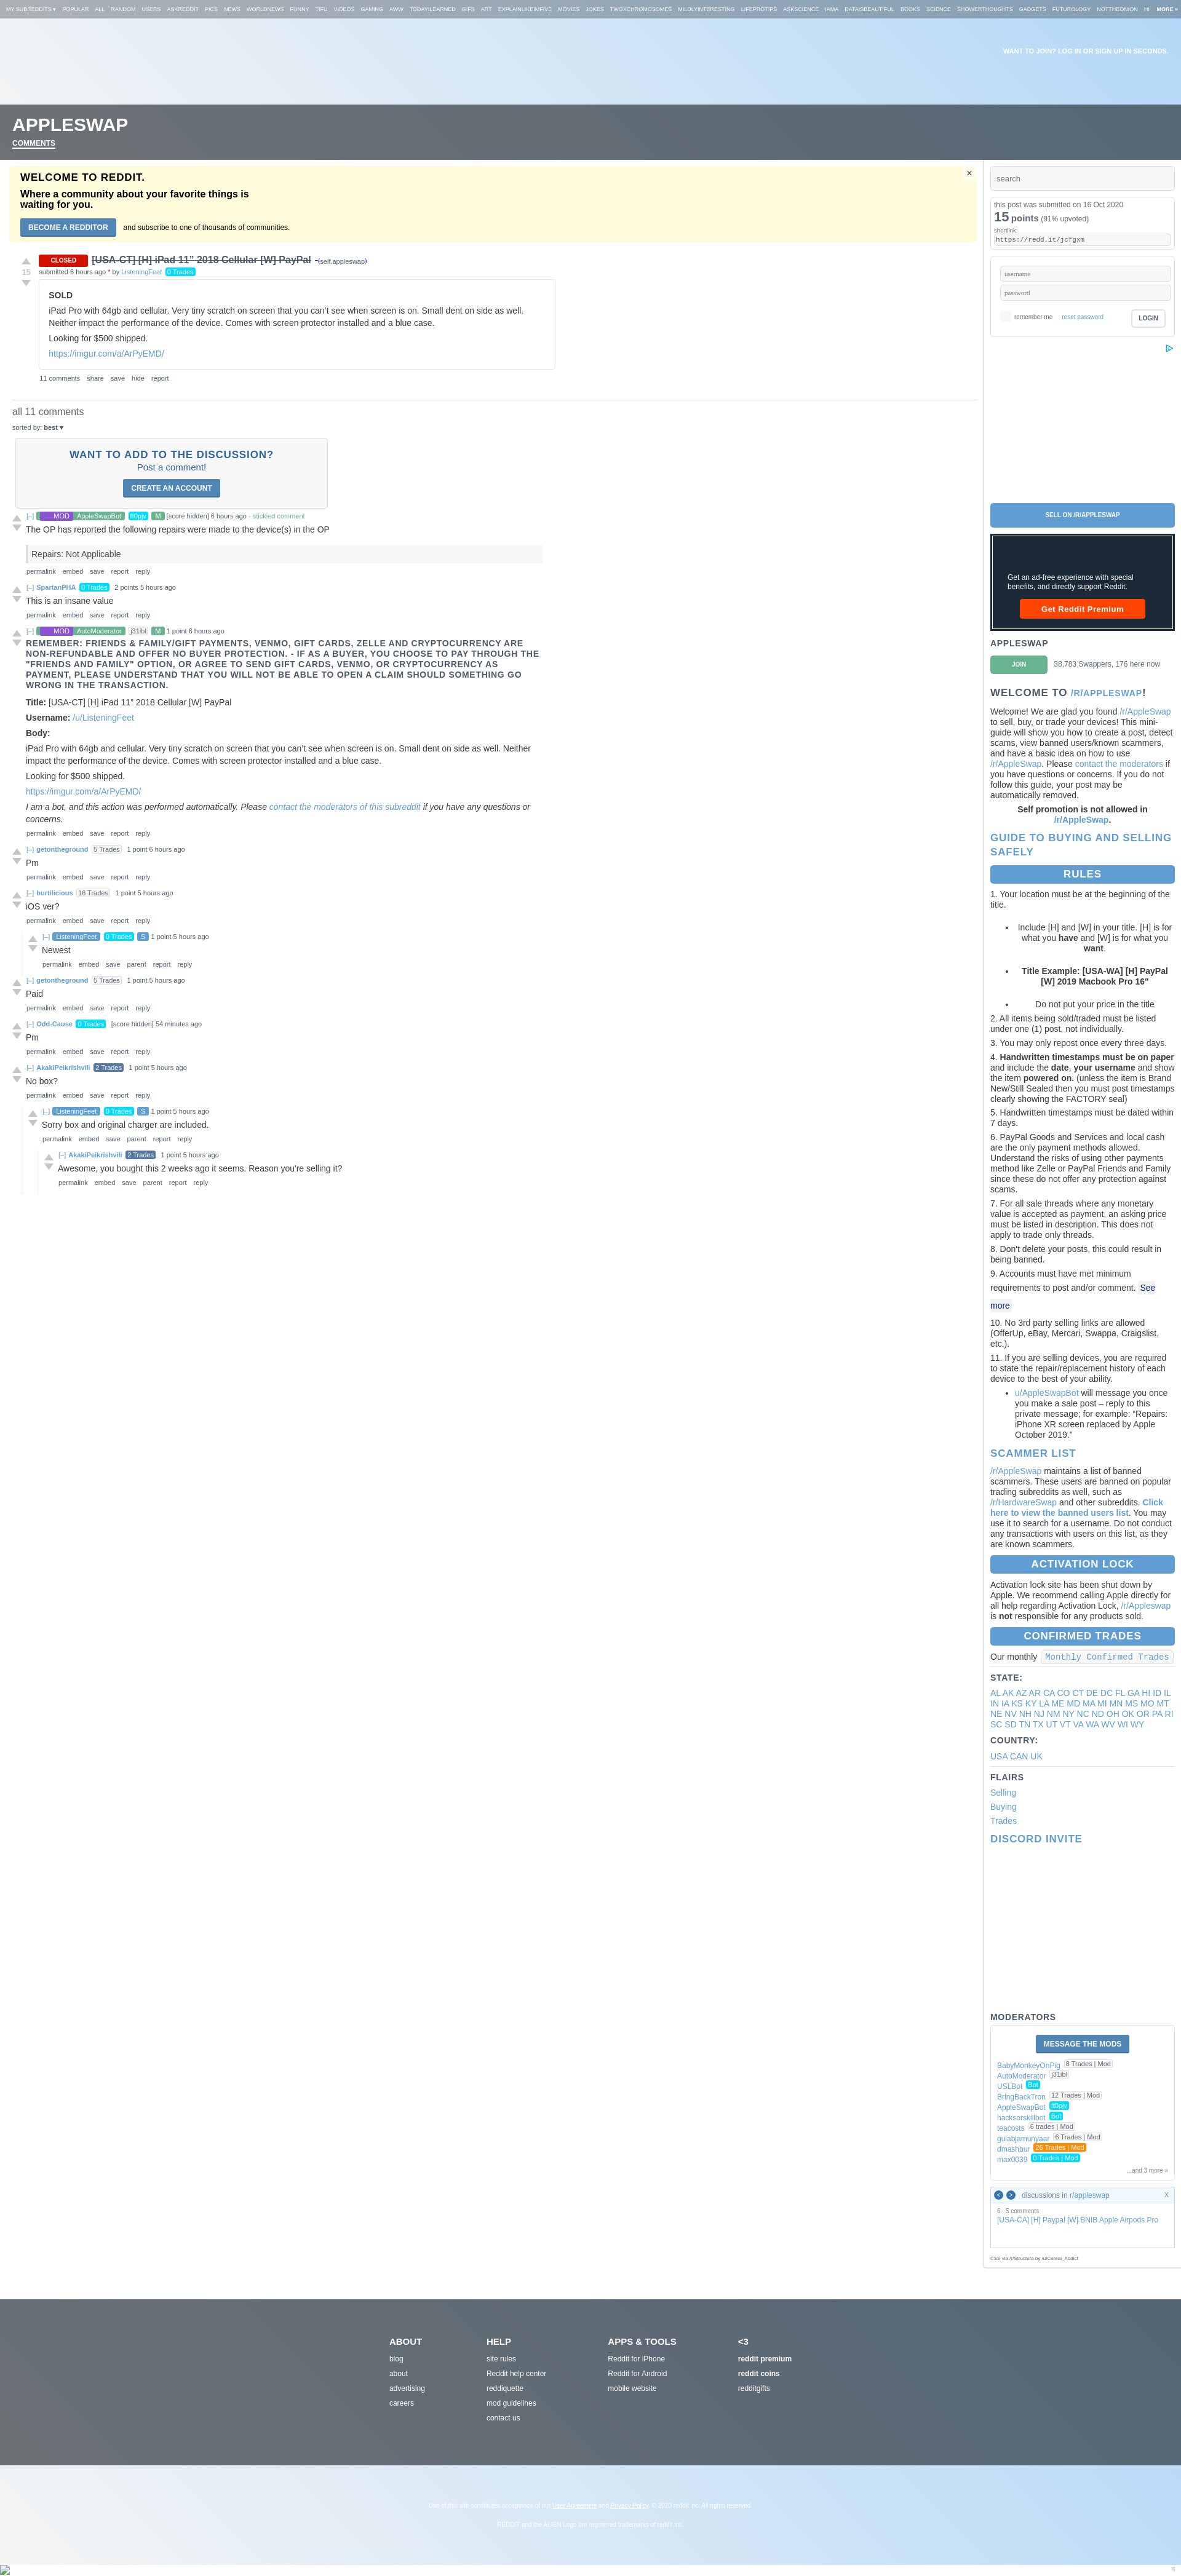 MY SUBREDDITS ▾ POPULAR ALL RANDOM USERS ASKREDDIT PICS NEWS WORLDNEWS FUNNY TIFU VIDEOS GAMING AWW TODAYILEARNED GIFS ART EXPLAINLIKEIMFIVE MOVIES JOKES TWOXCHROMOSOMES MILDLYINTERESTING LIFEPROTIPS ASKSCIENCE IAMA DATAISBEAUTIFUL BOOKS SCIENCE SHOWERTHOUGHTS GADGETS FUTUROLOGY NOTTHEONION HI MORE »
WANT TO JOIN? LOG IN OR SIGN UP IN SECONDS.
APPLESWAP
COMMENTS
WELCOME TO REDDIT.
Where a community about your favorite things is
waiting for you.
BECOME A REDDITOR and subscribe to one of thousands of communities.
×
15
CLOSED [USA-CT] [H] iPad 11” 2018 Cellular [W] PayPal (self.appleswap)
submitted 6 hours ago * by ListeningFeet 0 Trades
SOLD
iPad Pro with 64gb and cellular. Very tiny scratch on screen that you can’t see when screen is on. Small dent on side as well.
Neither impact the performance of the device. Comes with screen protector installed and a blue case.
Looking for $500 shipped.
https://imgur.com/a/ArPyEMD/
11 comments share save hide report
all 11 comments
sorted by: best ▾
WANT TO ADD TO THE DISCUSSION?
Post a comment!
CREATE AN ACCOUNT
[–] MOD AppleSwapBot ft0pjv M [score hidden] 6 hours ago - stickied comment
The OP has reported the following repairs were made to the device(s) in the OP
Repairs: Not Applicable
permalink embed save report reply
[–] SpartanPHA 0 Trades 2 points 5 hours ago
This is an insane value
permalink embed save report reply
[–] MOD AutoModerator j31ibl M 1 point 6 hours ago
REMEMBER: FRIENDS & FAMILY/GIFT PAYMENTS, VENMO, GIFT CARDS, ZELLE AND CRYPTOCURRENCY ARE
NON-REFUNDABLE AND OFFER NO BUYER PROTECTION. - IF AS A BUYER, YOU CHOOSE TO PAY THROUGH THE
"FRIENDS AND FAMILY" OPTION, OR AGREE TO SEND GIFT CARDS, VENMO, OR CRYPTOCURRENCY AS
PAYMENT, PLEASE UNDERSTAND THAT YOU WILL NOT BE ABLE TO OPEN A CLAIM SHOULD SOMETHING GO
WRONG IN THE TRANSACTION.
Title: [USA-CT] [H] iPad 11” 2018 Cellular [W] PayPal
Username: /u/ListeningFeet
Body:
iPad Pro with 64gb and cellular. Very tiny scratch on screen that you can’t see when screen is on. Small dent on side as well. Neither
impact the performance of the device. Comes with screen protector installed and a blue case.
Looking for $500 shipped.
https://imgur.com/a/ArPyEMD/
I am a bot, and this action was performed automatically. Please contact the moderators of this subreddit if you have any questions or
concerns.
permalink embed save report reply
[–] getontheground 5 Trades 1 point 6 hours ago
Pm
permalink embed save report reply
[–] burtilicious 16 Trades 1 point 5 hours ago
iOS ver?
permalink embed save report reply
[–] ListeningFeet 0 Trades S 1 point 5 hours ago
Newest
permalink embed save parent report reply
[–] getontheground 5 Trades 1 point 5 hours ago
Paid
permalink embed save report reply
[–] Odd-Cause 0 Trades [score hidden] 54 minutes ago
Pm
permalink embed save report reply
[–] AkakiPeikrishvili 2 Trades 1 point 5 hours ago
No box?
permalink embed save report reply
[–] ListeningFeet 0 Trades S 1 point 5 hours ago
Sorry box and original charger are included.
permalink embed save parent report reply
[–] AkakiPeikrishvili 2 Trades 1 point 5 hours ago
Awesome, you bought this 2 weeks ago it seems. Reason you're selling it?
permalink embed save parent report reply
search
this post was submitted on 16 Oct 2020
15 points (91% upvoted)
shortlink:
https://redd.it/jcfgxm
username
password
remember me reset password LOGIN
SELL ON /R/APPLESWAP
Get an ad-free experience with special
benefits, and directly support Reddit.
Get Reddit Premium
APPLESWAP
JOIN 38,783 Swappers, 176 here now
WELCOME TO /R/APPLESWAP!
Welcome! We are glad you found /r/AppleSwap
to sell, buy, or trade your devices! This mini-
guide will show you how to create a post, detect
scams, view banned users/known scammers,
and have a basic idea on how to use
/r/AppleSwap. Please contact the moderators if
you have questions or concerns. If you do not
follow this guide, your post may be
automatically removed.
Self promotion is not allowed in
/r/AppleSwap.
GUIDE TO BUYING AND SELLING
SAFELY
RULES
1. Your location must be at the beginning of the
title.
• Include [H] and [W] in your title. [H] is for
what you have and [W] is for what you
want.
• Title Example: [USA-WA] [H] PayPal
[W] 2019 Macbook Pro 16"
• Do not put your price in the title
2. All items being sold/traded must be listed
under one (1) post, not individually.
3. You may only repost once every three days.
4. Handwritten timestamps must be on paper
and include the date, your username and show
the item powered on. (unless the item is Brand
New/Still Sealed then you must post timestamps
clearly showing the FACTORY seal)
5. Handwritten timestamps must be dated within
7 days.
6. PayPal Goods and Services and local cash
are the only payment methods allowed.
Understand the risks of using other payments
method like Zelle or PayPal Friends and Family
since these do not offer any protection against
scams.
7. For all sale threads where any monetary
value is accepted as payment, an asking price
must be listed in description. This does not
apply to trade only threads.
8. Don't delete your posts, this could result in
being banned.
9. Accounts must have met minimum
requirements to post and/or comment. See
more
10. No 3rd party selling links are allowed
(OfferUp, eBay, Mercari, Swappa, Craigslist,
etc.).
11. If you are selling devices, you are required
to state the repair/replacement history of each
device to the best of your ability.
• u/AppleSwapBot will message you once
you make a sale post – reply to this
private message; for example: “Repairs:
iPhone XR screen replaced by Apple
October 2019.”
SCAMMER LIST
/r/AppleSwap maintains a list of banned
scammers. These users are banned on popular
trading subreddits as well, such as
/r/HardwareSwap and other subreddits. Click
here to view the banned users list. You may
use it to search for a username. Do not conduct
any transactions with users on this list, as they
are known scammers.
ACTIVATION LOCK
Activation lock site has been shut down by
Apple. We recommend calling Apple directly for
all help regarding Activation Lock, /r/Appleswap
is not responsible for any products sold.
CONFIRMED TRADES
Our monthly Monthly Confirmed Trades
STATE:
AL AK AZ AR CA CO CT DE DC FL GA HI ID IL
IN IA KS KY LA ME MD MA MI MN MS MO MT
NE NV NH NJ NM NY NC ND OH OK OR PA RI
SC SD TN TX UT VT VA WA WV WI WY
COUNTRY:
USA CAN UK
FLAIRS
Selling
Buying
Trades
DISCORD INVITE
MODERATORS
MESSAGE THE MODS
BabyMonkeyOnPig 8 Trades | Mod
AutoModerator j31ibl
USLBot Bot
BringBackTron 12 Trades | Mod
AppleSwapBot ft0pjv
hacksorskillbot Bot
teacosts 6 trades | Mod
gulabjamunyaar 6 Trades | Mod
dmashbur 26 Trades | Mod
max0039 0 Trades | Mod
...and 3 more »
< > discussions in r/appleswap X
6 · 5 comments
[USA-CA] [H] Paypal [W] BNIB Apple Airpods Pro
CSS via /r/Structura by /u/Cereal_Addict
ABOUT
blog
about
advertising
careers
HELP
site rules
Reddit help center
reddiquette
mod guidelines
contact us
APPS & TOOLS
Reddit for iPhone
Reddit for Android
mobile website
<3
reddit premium
reddit coins
redditgifts
Use of this site constitutes acceptance of our User Agreement and Privacy Policy. © 2020 reddit inc. All rights reserved.
REDDIT and the ALIEN Logo are registered trademarks of reddit inc.
π